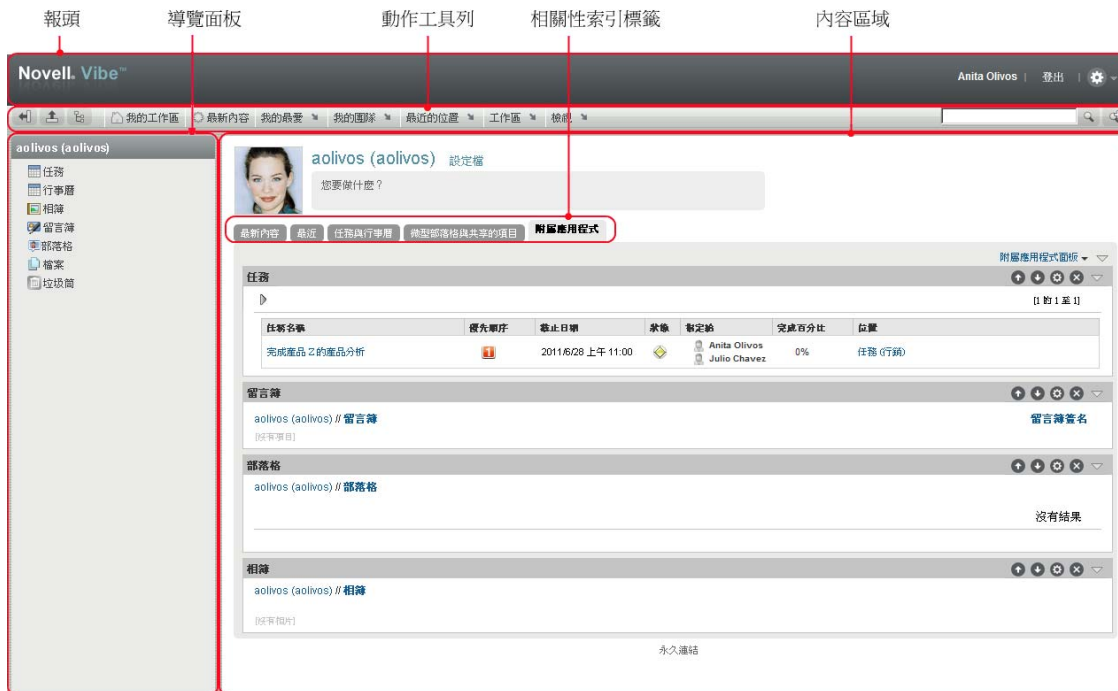 報頭 導覽面板 動作工具列 相關性索引標籤 內容區域
Novell. Vibe™ Anita Olivos 登出
我的工作區 最新內容 我的最愛 我的團隊 最近的位置 工作區 檢視
aolivos (aolivos)
任務
行事曆
相簿
留言簿
部落格
檔案
垃圾筒
aolivos (aolivos) 設定檔
您要做什麼？
最新內容 最近 任務與行事曆 微型部落格與共享的項目 附屬應用程式
附屬應用程式面板
任務
[1 的 1 至 1]
任務名稱 優先順序 截止日期 狀態 指定給 完成百分比 位置
完成產品 Z 的產品分析 1 2011/6/28 上午 11:00 Anita Olivos 0% 任務 (行銷)
Julio Chavez
留言簿
aolivos (aolivos) // 留言簿 留言簿簽名
[沒有項目]
部落格
aolivos (aolivos) // 部落格
沒有結果
相簿
aolivos (aolivos) // 相簿
[沒有相片]
永久連結